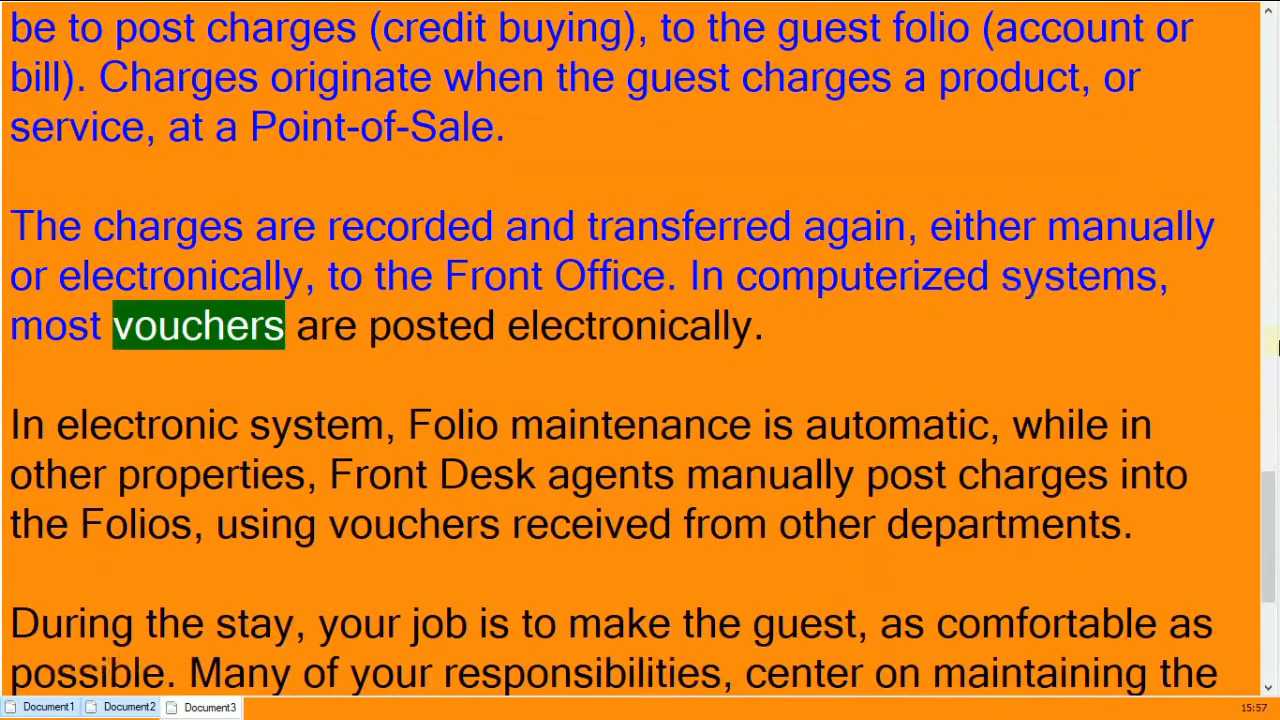 be to post charges (credit buying), to the guest folio (account or
bill). Charges originate when the guest charges a product, or
service, at a Point-of-Sale.
The charges are recorded and transferred again, either manually
or electronically, to the Front Office. In computerized systems,
most vouchers are posted electronically.
In electronic system, Folio maintenance is automatic, while in
other properties, Front Desk agents manually post charges into
the Folios, using vouchers received from other departments.
During the stay, your job is to make the guest, as comfortable as
possible. Many of your responsibilities, center on maintaining the
Document1 Document2 Document3 15:57